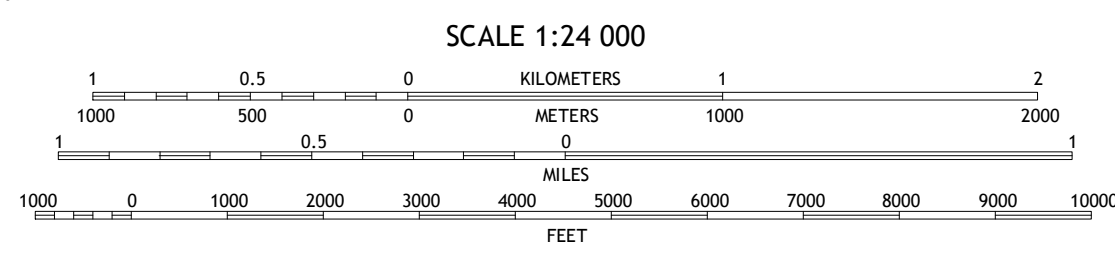 SCALE 1:24 000
1 0.5 0 KILOMETERS 1 2
1000 500 0 METERS 1000 2000
1 0.5 0 1
MILES
1000 0 1000 2000 3000 4000 5000 6000 7000 8000 9000 10000
FEET